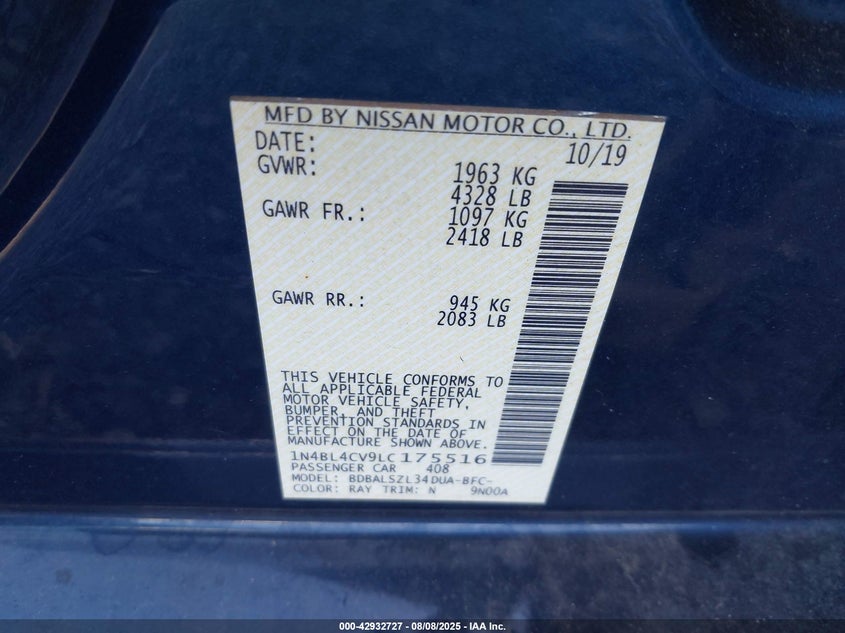 MFD BY NISSAN MOTOR CO., LTD.
DATE: 10/19
GVWR: 1963 KG
4328 LB
GAWR FR.: 1097 KG
2418 LB
GAWR RR.: 945 KG
2083 LB
THIS VEHICLE CONFORMS TO
ALL APPLICABLE FEDERAL
MOTOR VEHICLE SAFETY,
BUMPER, AND THEFT
PREVENTION STANDARDS IN
EFFECT ON THE DATE OF
MANUFACTURE SHOWN ABOVE.
1N4BL4CV9LC175516
PASSENGER CAR 408
MODEL: BDBALSZL34DUA-BFC-
COLOR: RAY TRIM: N 9N00A
000-42932727 - 08/08/2025 - IAA Inc.